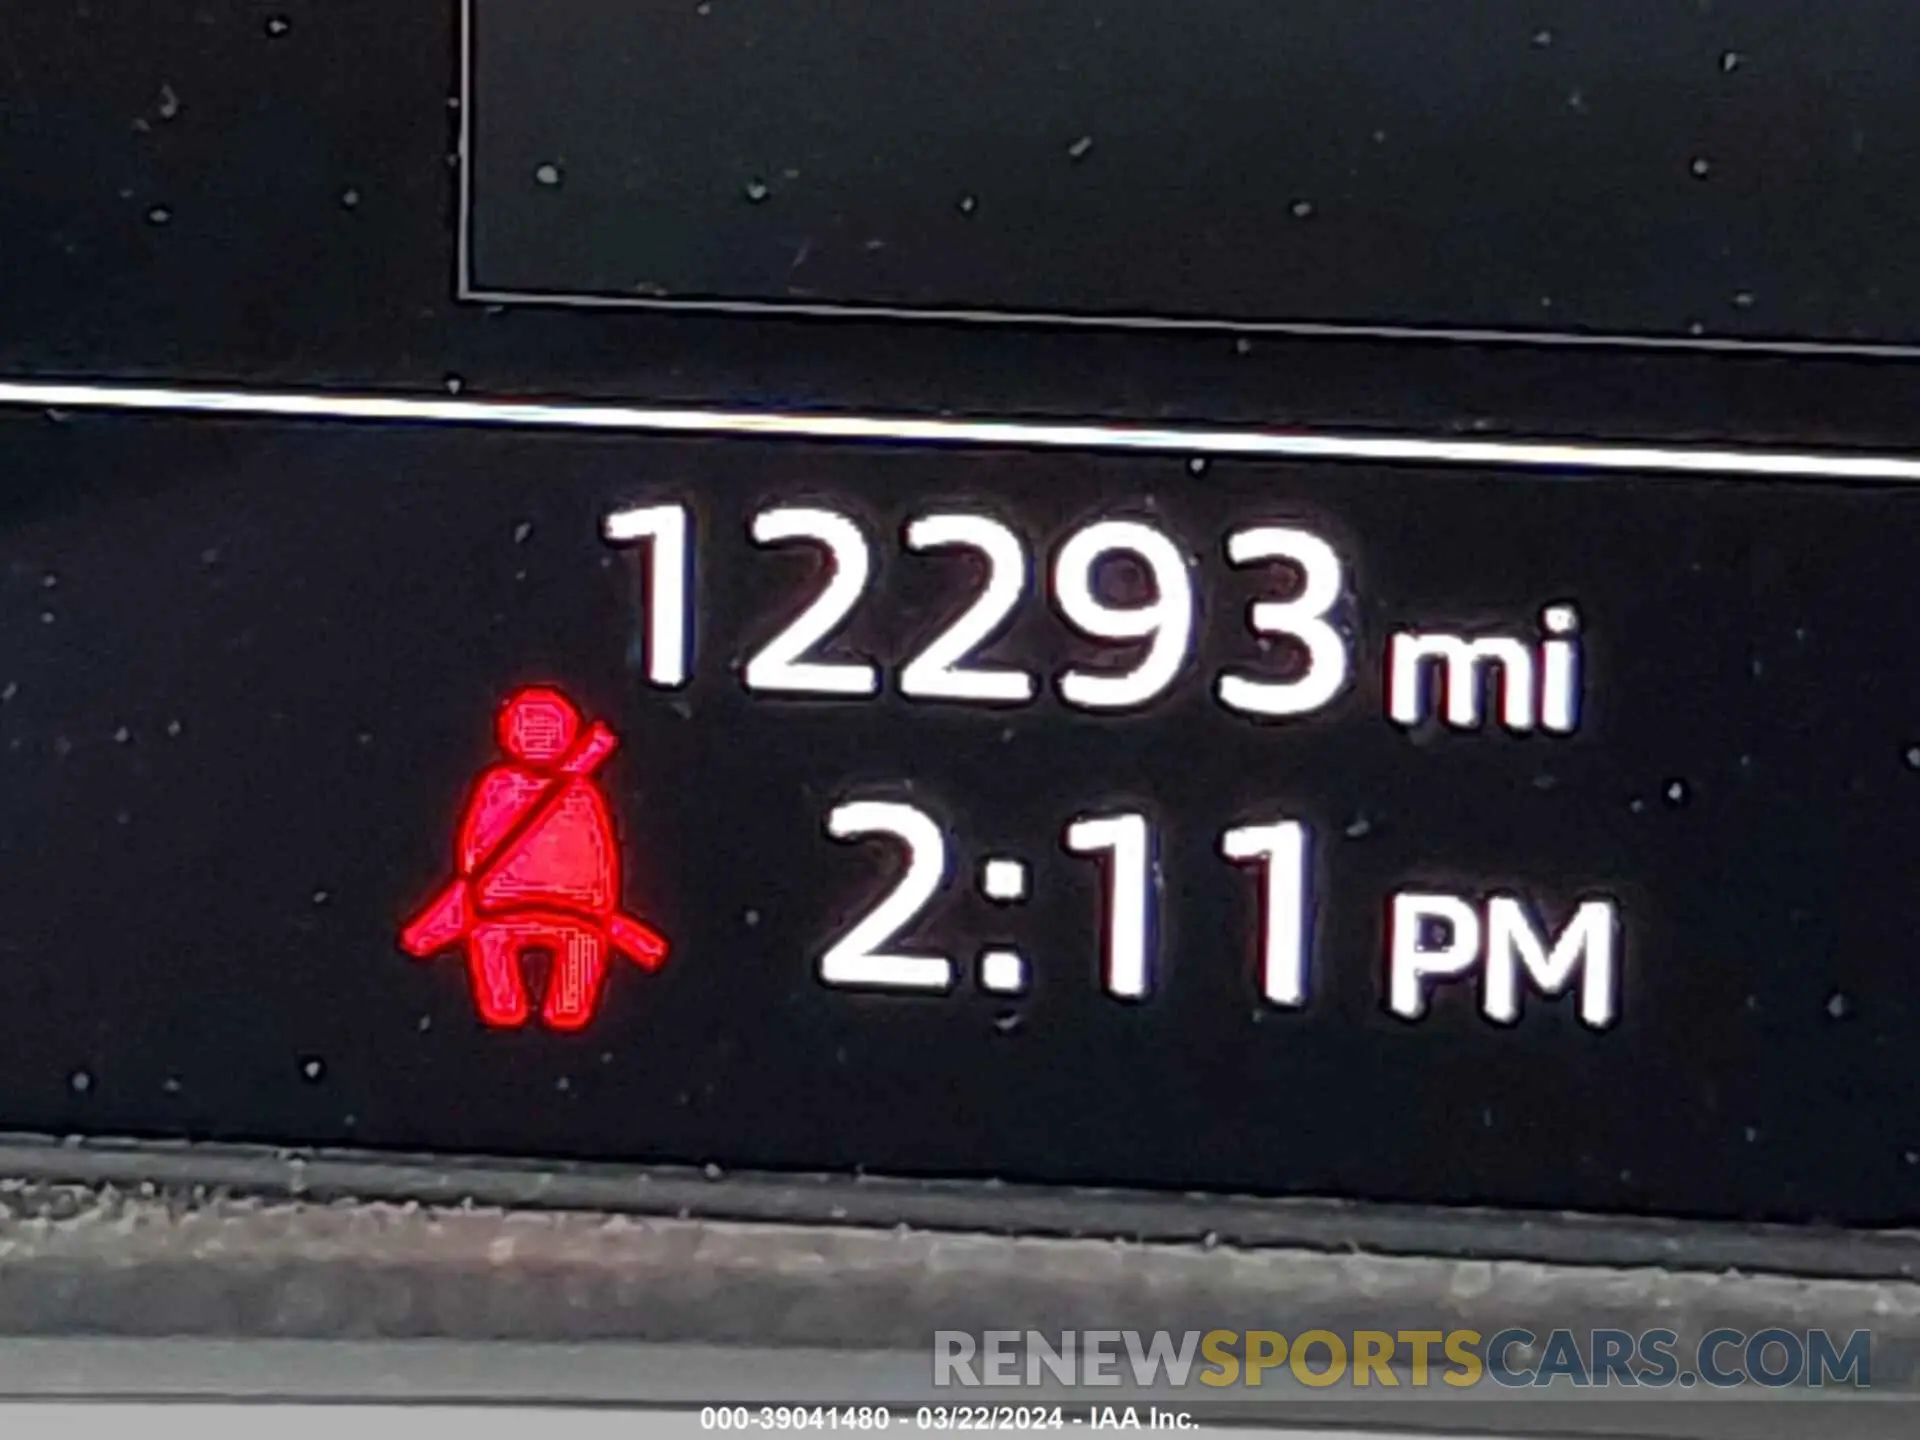 12293 mi
2:11 PM
RENEWSPORTSCARS.COM
000-39041480 - 03/22/2024 - IAA Inc.